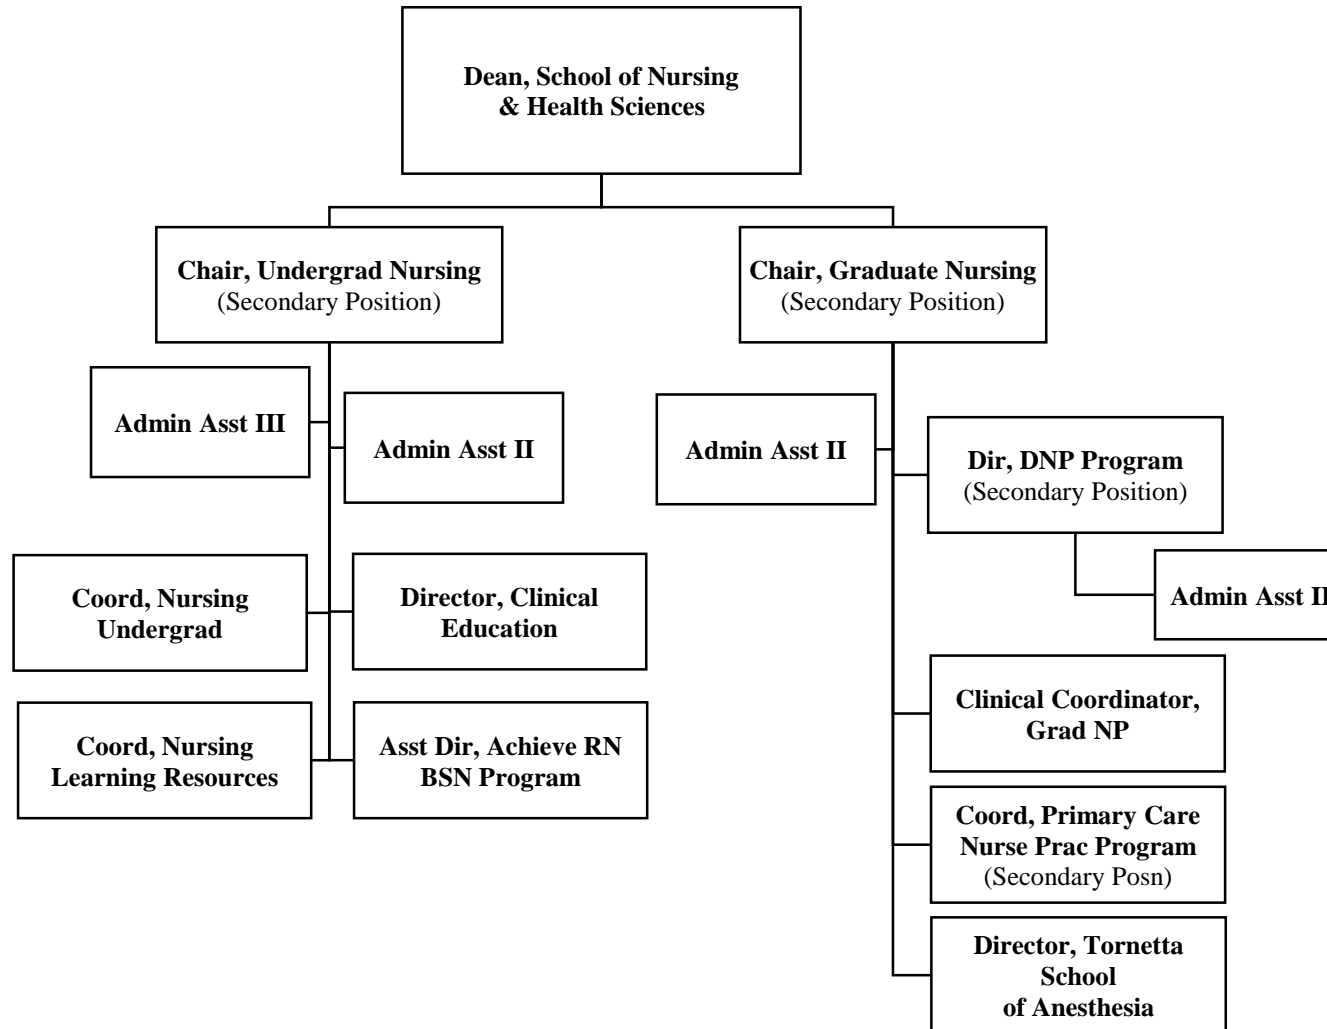 Dean, School of Nursing
& Health Sciences
Chair, Undergrad Nursing
(Secondary Position)
Chair, Graduate Nursing
(Secondary Position)
Admin Asst III
Admin Asst II
Admin Asst II
Dir, DNP Program
(Secondary Position)
Admin Asst II
Coord, Nursing
Undergrad
Director, Clinical
Education
Coord, Nursing
Learning Resources
Asst Dir, Achieve RN
BSN Program
Clinical Coordinator,
Grad NP
Coord, Primary Care
Nurse Prac Program
(Secondary Posn)
Director, Tornetta
School
of Anesthesia